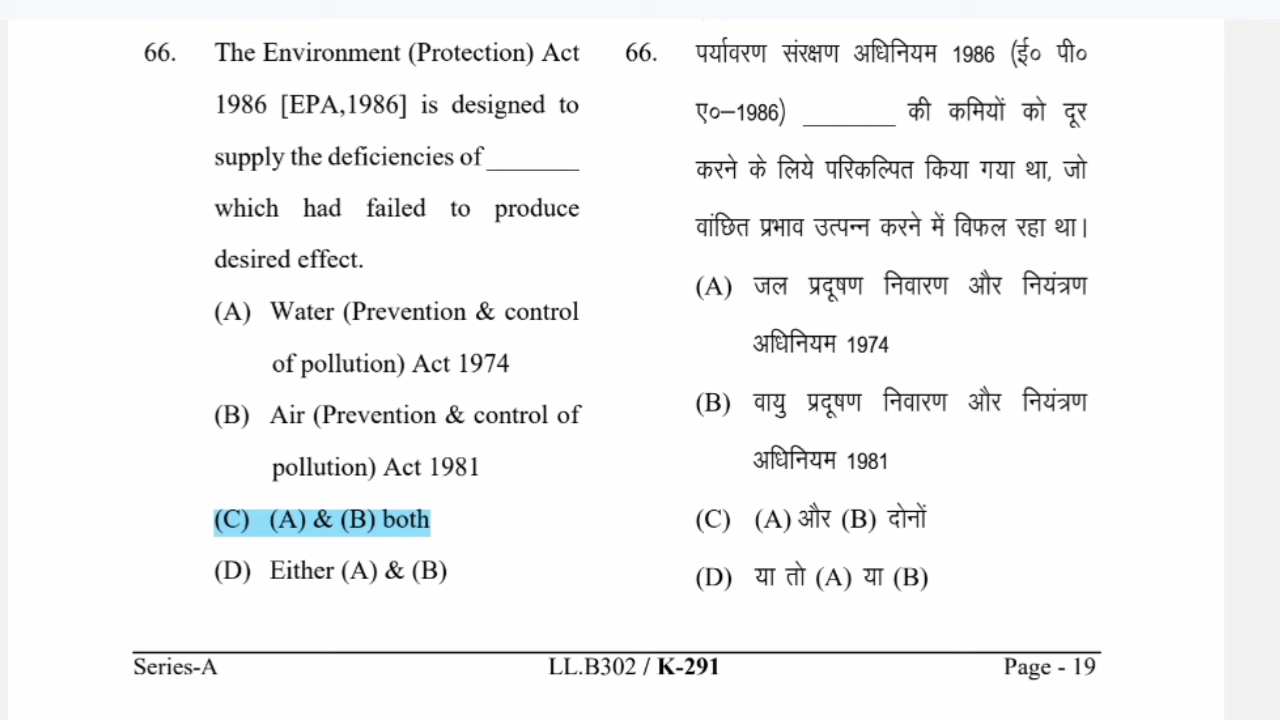 66. The Environment (Protection) Act
1986 [EPA,1986] is designed to
supply the deficiencies of _______
which had failed to produce
desired effect.
(A) Water (Prevention & control
of pollution) Act 1974
(B) Air (Prevention & control of
pollution) Act 1981
(C) (A) & (B) both
(D) Either (A) & (B)
66. पर्यावरण संरक्षण अधिनियम 1986 (ई० पी०
ए०–1986) _______ की कमियों को दूर
करने के लिये परिकल्पित किया गया था, जो
वांछित प्रभाव उत्पन्न करने में विफल रहा था।
(A) जल प्रदूषण निवारण और नियंत्रण
अधिनियम 1974
(B) वायु प्रदूषण निवारण और नियंत्रण
अधिनियम 1981
(C) (A) और (B) दोनों
(D) या तो (A) या (B)
Series-A LL.B302 / K-291 Page - 19